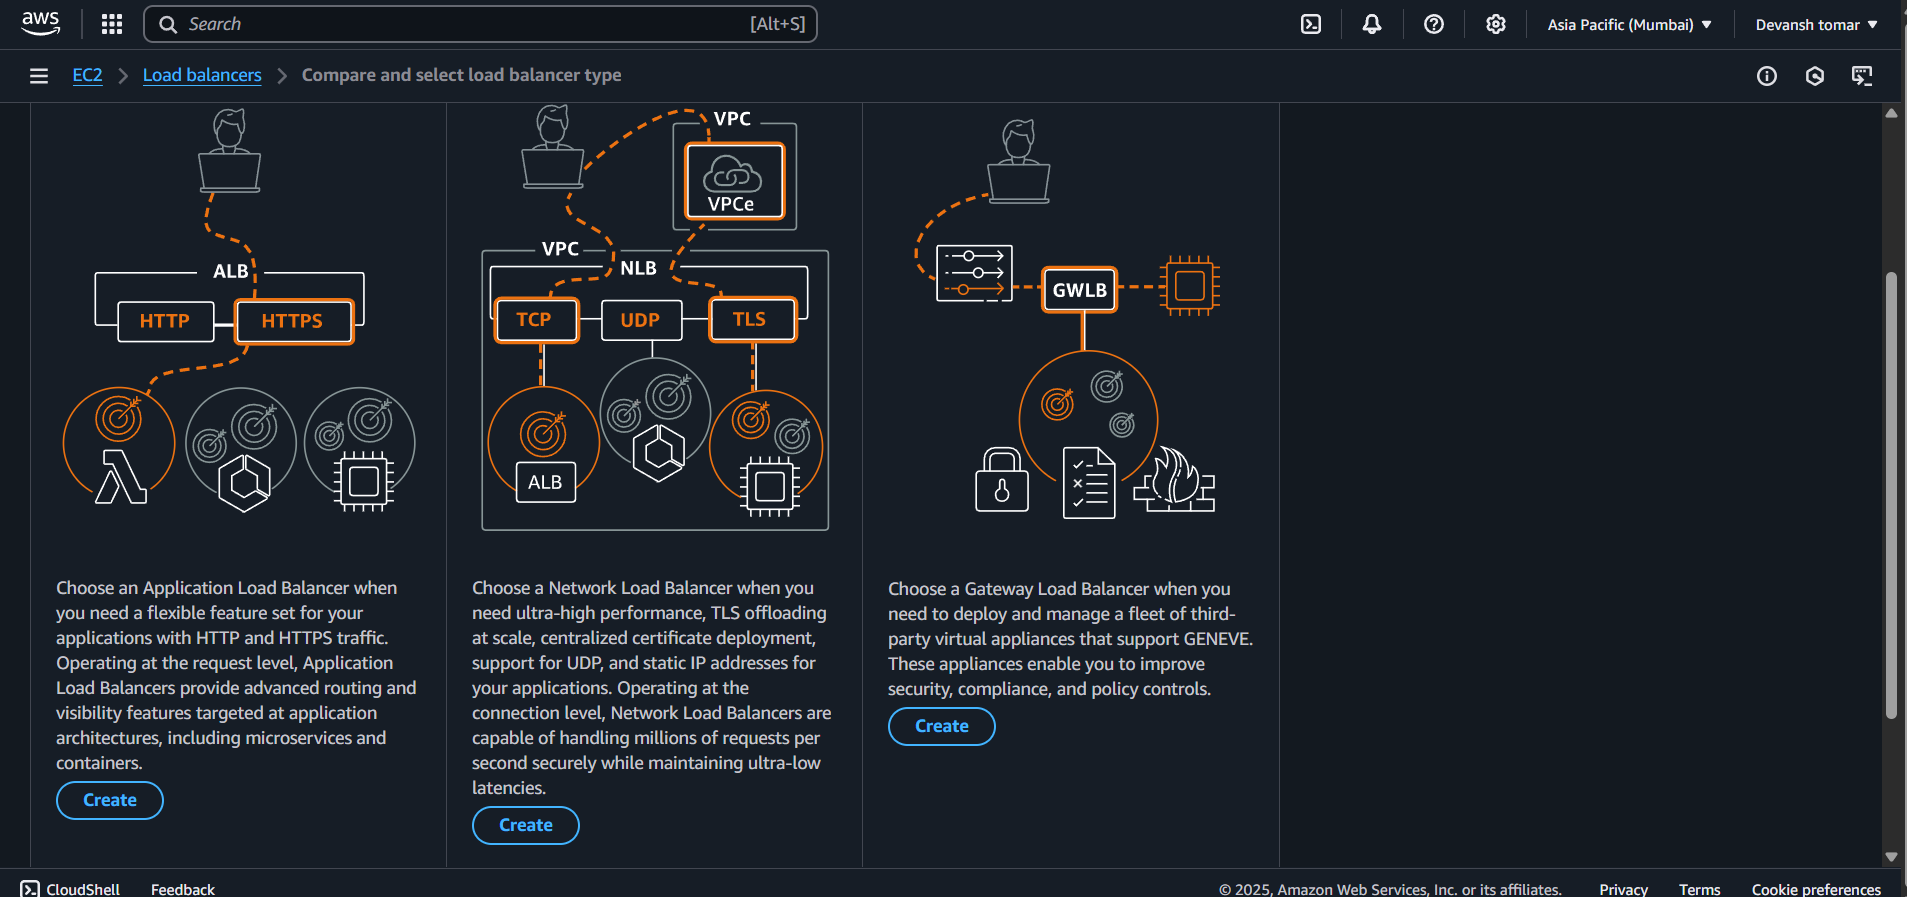 aws
Search
[Alt+S]
Asia Pacific (Mumbai)
Devansh tomar
EC2
Load balancers
Compare and select load balancer type
ALB
HTTP
HTTPS
VPC
VPCe
VPC
NLB
TCP
UDP
TLS
ALB
GWLB
Choose an Application Load Balancer when
you need a flexible feature set for your
applications with HTTP and HTTPS traffic.
Operating at the request level, Application
Load Balancers provide advanced routing and
visibility features targeted at application
architectures, including microservices and
containers.
Create
Choose a Network Load Balancer when you
need ultra-high performance, TLS offloading
at scale, centralized certificate deployment,
support for UDP, and static IP addresses for
your applications. Operating at the
connection level, Network Load Balancers are
capable of handling millions of requests per
second securely while maintaining ultra-low
latencies.
Create
Choose a Gateway Load Balancer when you
need to deploy and manage a fleet of third-
party virtual appliances that support GENEVE.
These appliances enable you to improve
security, compliance, and policy controls.
Create
CloudShell
Feedback
© 2025, Amazon Web Services, Inc. or its affiliates.
Privacy
Terms
Cookie preferences